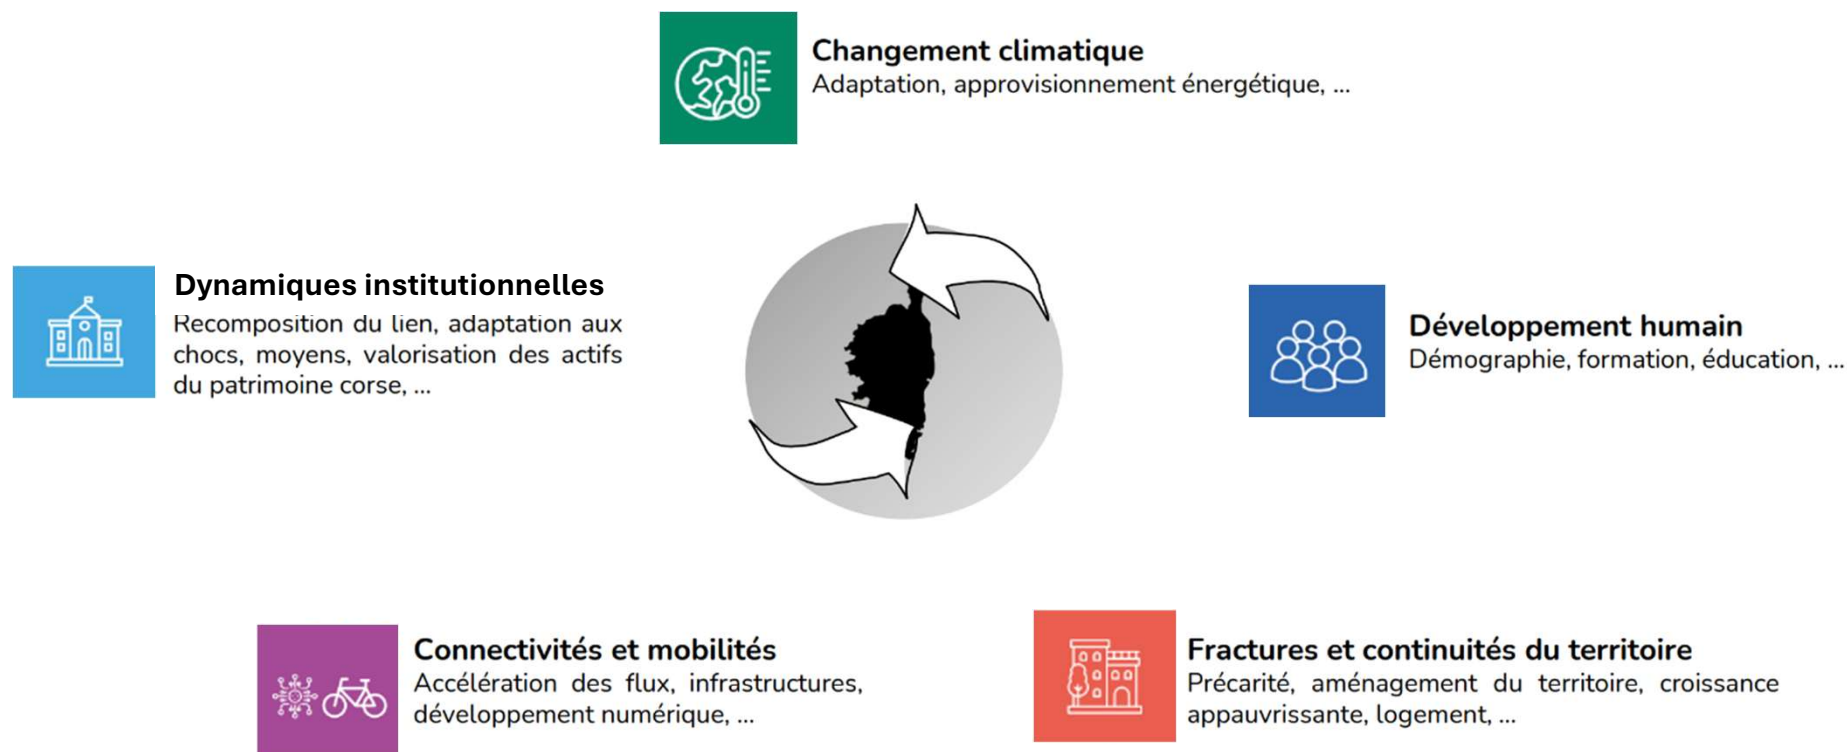 Changement climatique
Adaptation, approvisionnement énergétique, ...
Dynamiques institutionnelles
Recomposition du lien, adaptation aux
chocs, moyens, valorisation des actifs
du patrimoine corse, ...
Développement humain
Démographie, formation, éducation, ...
Connectivités et mobilités
Accélération des flux, infrastructures,
développement numérique, ...
Fractures et continuités du territoire
Précarité, aménagement du territoire, croissance
appauvrissante, logement, ...